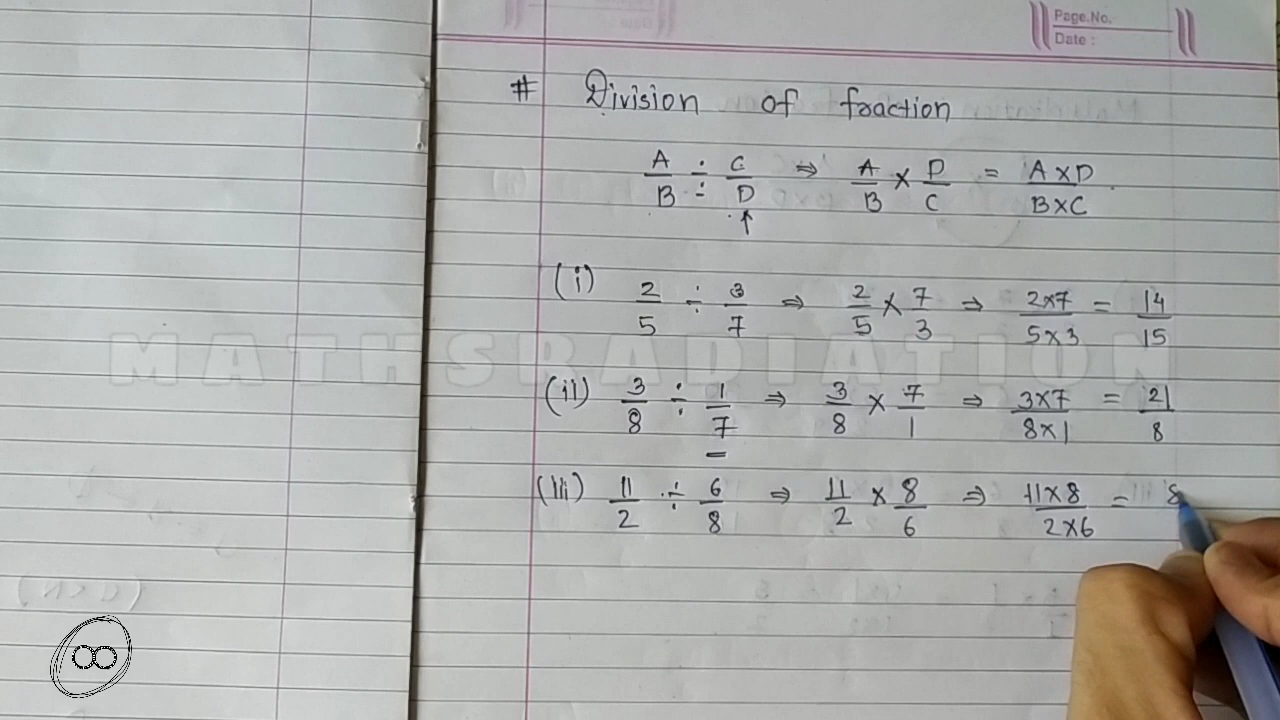 Page.No.
Date :
# Division of fraction
A/B ÷ C/D ⇒ A/B × D/C = A×D/B×C
↑
(i) 2/5 ÷ 3/7 ⇒ 2/5 × 7/3 ⇒ 2×7/5×3 = 14/15
MATHSRADIATION
(ii) 3/8 ÷ 1/7 ⇒ 3/8 × 7/1 ⇒ 3×7/8×1 = 21/8
(iii) 11/2 ÷ 6/8 ⇒ 11/2 × 8/6 ⇒ 11×8/2×6 = 8